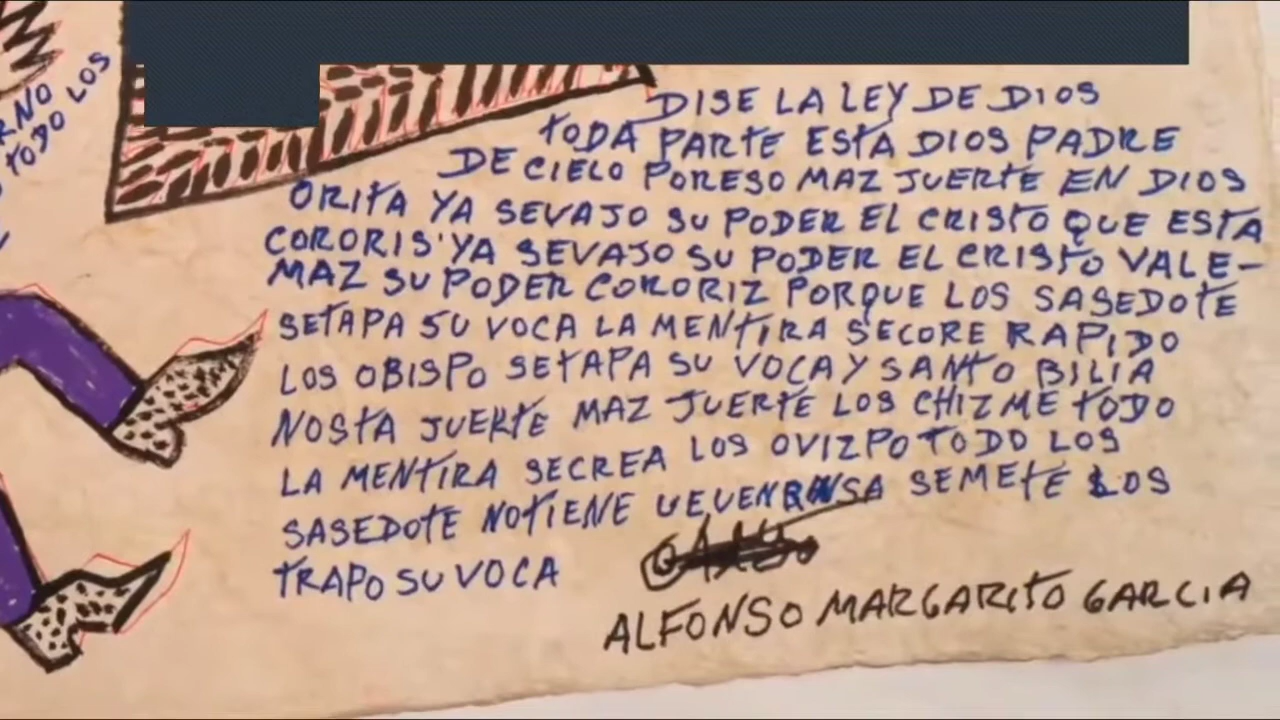 RNO
TODO LOS
DISE LA LEY DE DIOS
TODA PARTE ESTA DIOS PADRE
DE CIELO PORESO MAZ JUERTE EN DIOS
ORITA YA SEVAJO SU PODER EL CRISTO QUE ESTA
CORORIS' YA SEVAJO SU PODER EL CRISTO VALE-
MAZ SU PODER CORORIZ PORQUE LOS SASEDOTE
SETAPA SU VOCA LA MENTIRA SECORE RAPIDO
LOS OBISPO SETAPA SU VOCA Y SANTO BILIA
NOSTA JUERTE MAZ JUERTE LOS CHIZME TODO
LA MENTIRA SECREA LOS OVIZPO TODO LOS
SASEDOTE NOTIENE SEMETE LOS
TRAPO SU VOCA
ALFONSO MARGARITO GARCIA